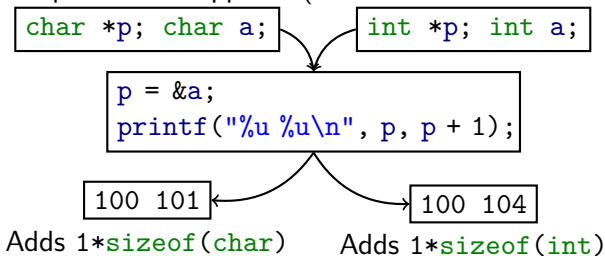 char *p; char a;
int *p; int a;
p = &a;
printf("%u %u\n", p, p + 1);
100 101
100 104
Adds 1*sizeof(char)
Adds 1*sizeof(int)